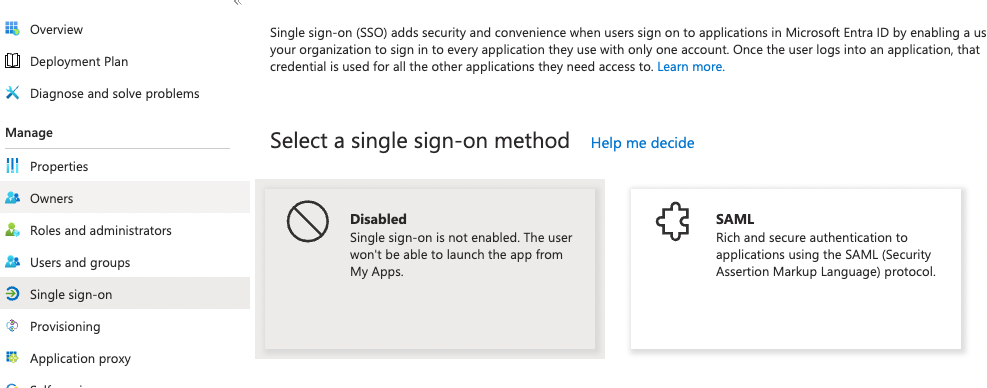 Overview
Deployment Plan
Diagnose and solve problems
Manage
Properties
Owners
Roles and administrators
Users and groups
Single sign-on
Provisioning
Application proxy
Single sign-on (SSO) adds security and convenience when users sign on to applications in Microsoft Entra ID by enabling a us
your organization to sign in to every application they use with only one account. Once the user logs into an application, that
credential is used for all the other applications they need access to. Learn more.
Select a single sign-on method Help me decide
Disabled
Single sign-on is not enabled. The user
won't be able to launch the app from
My Apps.
SAML
Rich and secure authentication to
applications using the SAML (Security
Assertion Markup Language) protocol.